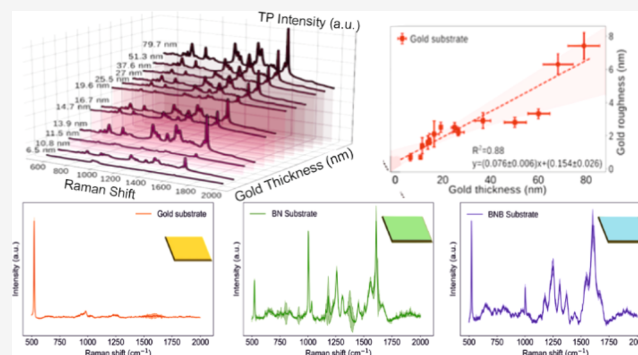 TP Intensity (a.u.)
79.7 nm
51.3 nm
37.6 nm
27 nm
25.5 nm
19.6 nm
16.7 nm
14.7 nm
13.9 nm
11.5 nm
10.8 nm
6.5 nm
600
800
1000
1200
1400
1600
1800
2000
Raman Shift
Gold Thickness (nm)
Gold substrate
8
6
4
2
0
Gold roughness (nm)
R²=0.88
y=(0.076±0.006)x+(0.154±0.026)
0 20 40 60 80
Gold thickness (nm)
Gold substrate
Intensity (a.u.)
500 750 1000 1250 1500 1750 2000
Raman shift (cm⁻¹)
BN Substrate
Intensity (a.u.)
500 750 1000 1250 1500 1750 2000
Raman shift (cm⁻¹)
BNB Substrate
Intensity (a.u.)
500 750 1000 1250 1500 1750 2000
Raman shift (cm⁻¹)